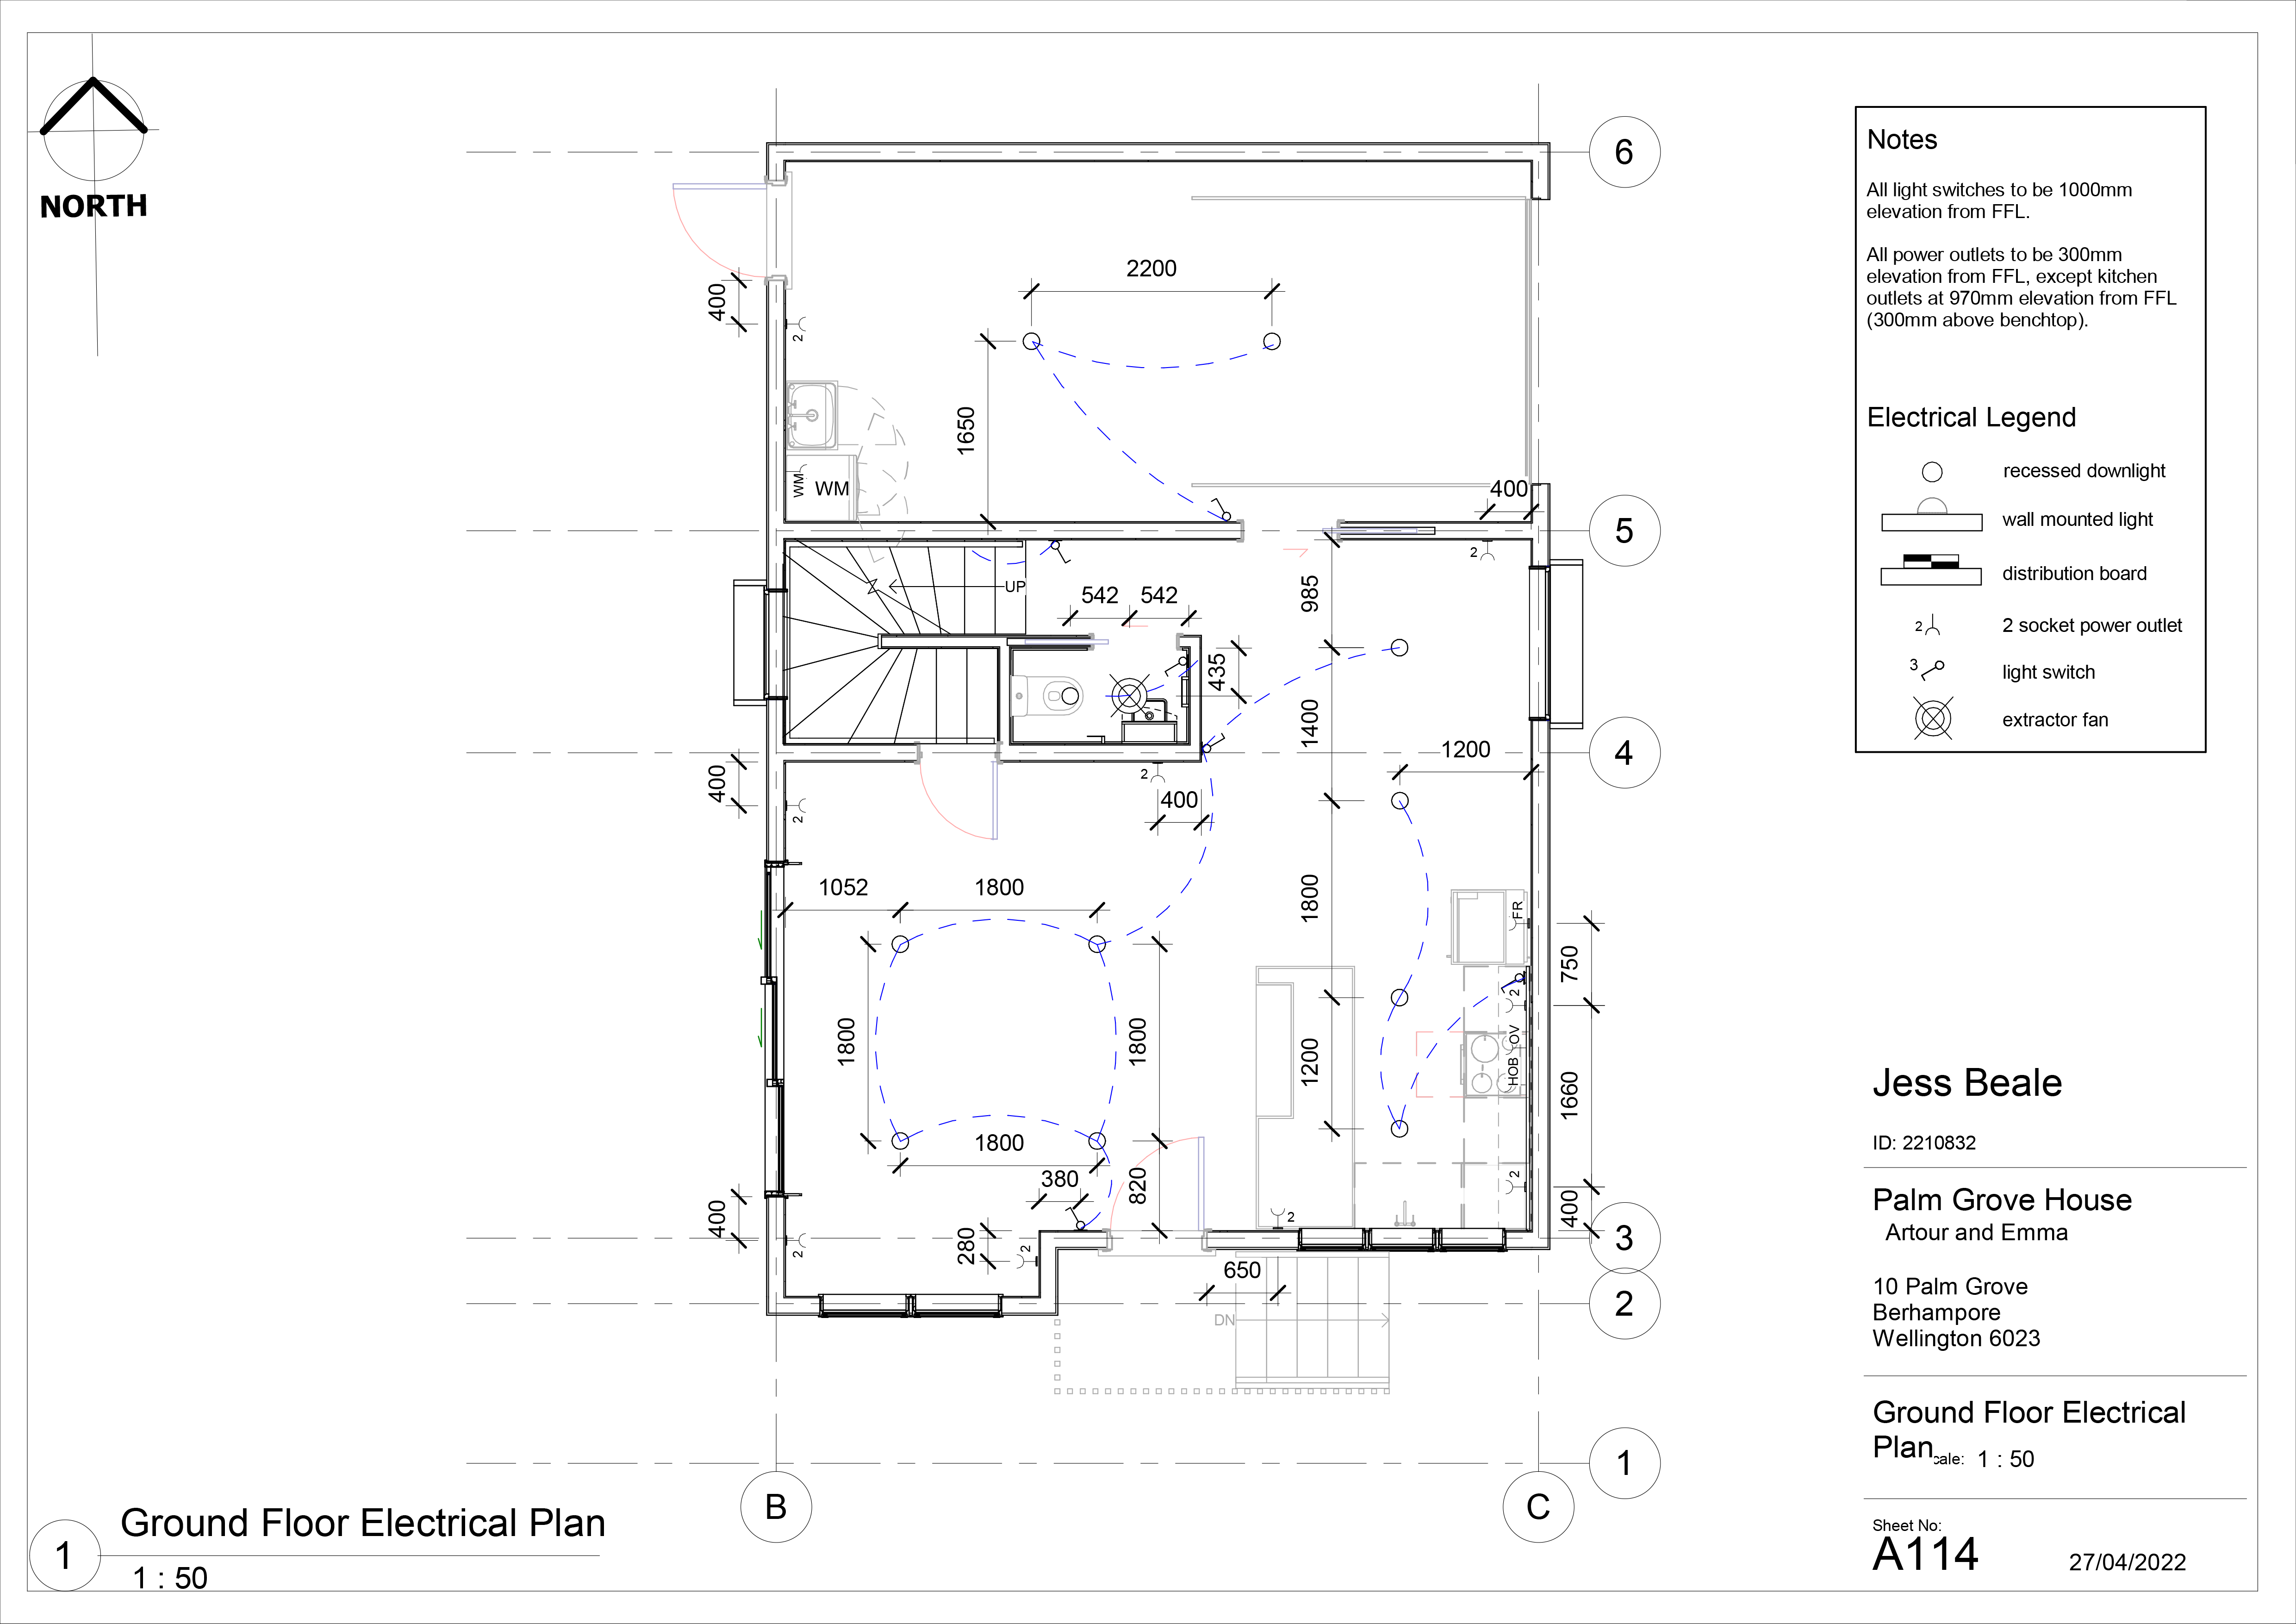 NORTH
6
2200
400
2
1650
WM
WM
400
5
2
UP
542
542
985
435
1400
4
1200
400
2
2
400
1052
1800
1800
FR
750
2
1800
1800
1200
OV
HOB
1660
1800
380
820
2
400
400
2
280
2
2
3
650
2
DN
1
B
C
1
Ground Floor Electrical Plan
1 : 50
Notes
All light switches to be 1000mm
elevation from FFL.
All power outlets to be 300mm
elevation from FFL, except kitchen
outlets at 970mm elevation from FFL
(300mm above benchtop).
Electrical Legend
recessed downlight
wall mounted light
distribution board
2 2 socket power outlet
3 light switch
extractor fan
Jess Beale
ID: 2210832
Palm Grove House
Artour and Emma
10 Palm Grove
Berhampore
Wellington 6023
Ground Floor Electrical
Plan cale: 1 : 50
Sheet No:
A114 27/04/2022